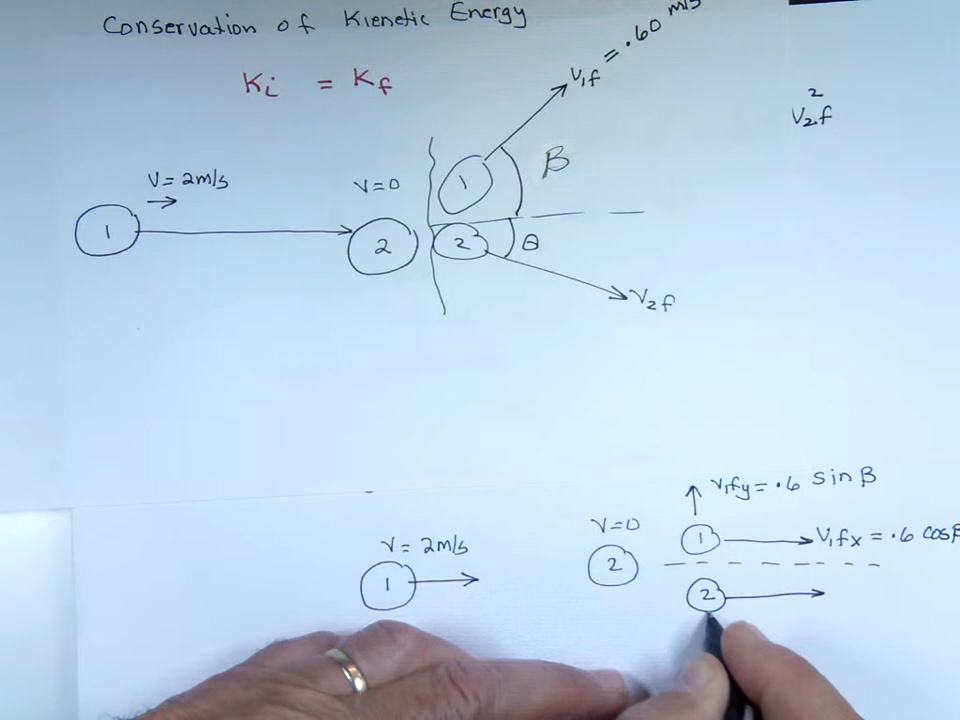 Conservation of Kienetic Energy
Ki = Kf
V1f = .60 m/s
2
V2f
V = 2m/s
V=0
1
2
1
β
2
θ
V2f
V1fy = .6 sin β
V = 2m/s
V=0
1
2
1
V1fx = .6 cosβ
2